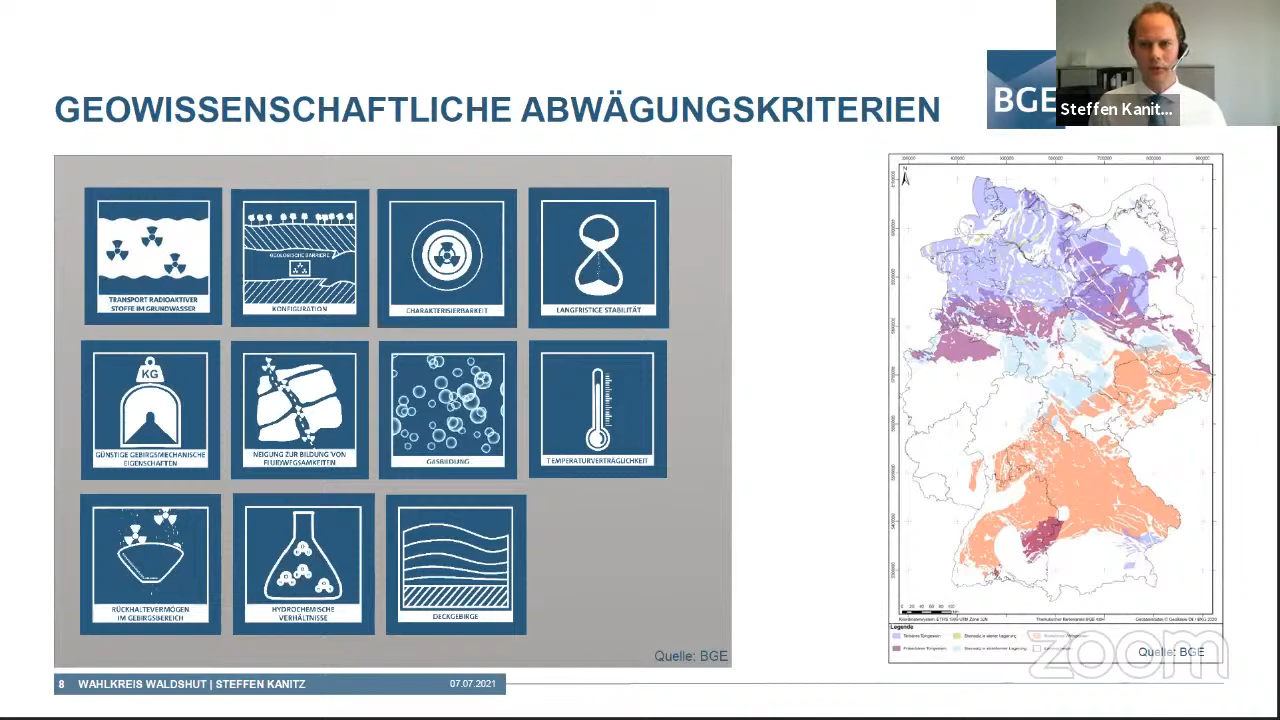 GEOWISSENSCHAFTLICHE ABWÄGUNGSKRITERIEN
BGE
Steffen Kanit...
TRANSPORT RADIOAKTIVER
STOFFE IM GRUNDWASSER
GEOLOGISCHE BARRIERE
KONFIGURATION
CHARAKTERISIERBARKEIT
LANGFRISTIGE STABILITÄT
KG
GÜNSTIGE GEBIRGSMECHANISCHE
EIGENSCHAFTEN
NEIGUNG ZUR BILDUNG VON
FLUIDWEGSAMKEITEN
GASBILDUNG
TEMPERATURVERTRÄGLICHKEIT
RÜCKHALTEVERMÖGEN
IM GEBIRGSBEREICH
HYDROCHEMISCHE
VERHÄLTNISSE
DECKGEBIRGE
Quelle: BGE
N
Legende
Quelle: BGE
zoom
8 WAHLKREIS WALDSHUT | STEFFEN KANITZ 07.07.2021